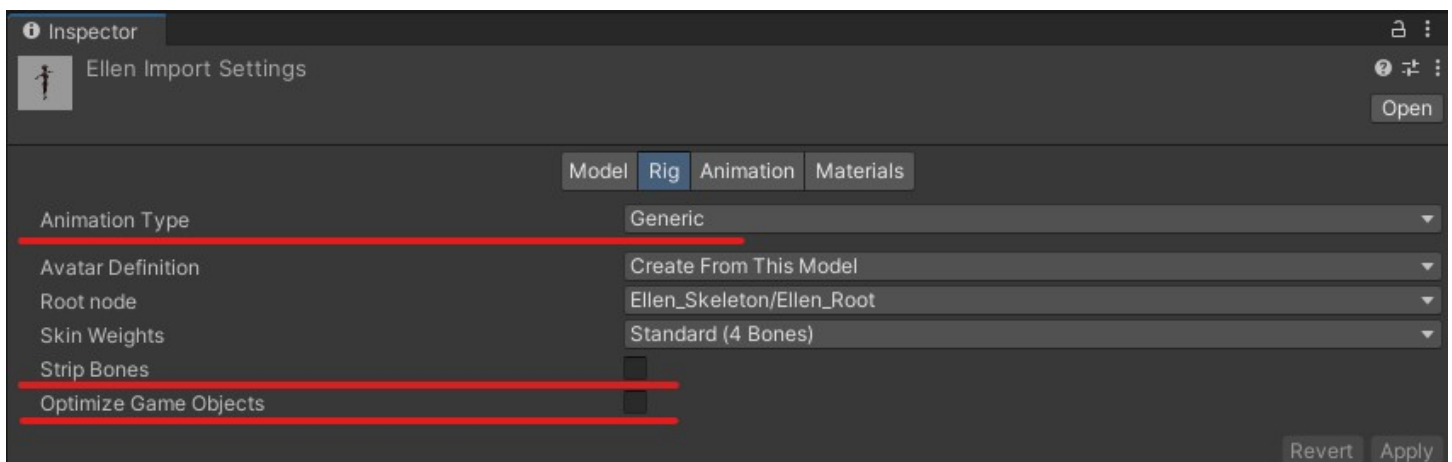 Inspector
Ellen Import Settings
Open
Model Rig Animation Materials
Animation Type Generic
Avatar Definition Create From This Model
Root node Ellen_Skeleton/Ellen_Root
Skin Weights Standard (4 Bones)
Strip Bones
Optimize Game Objects
Revert Apply